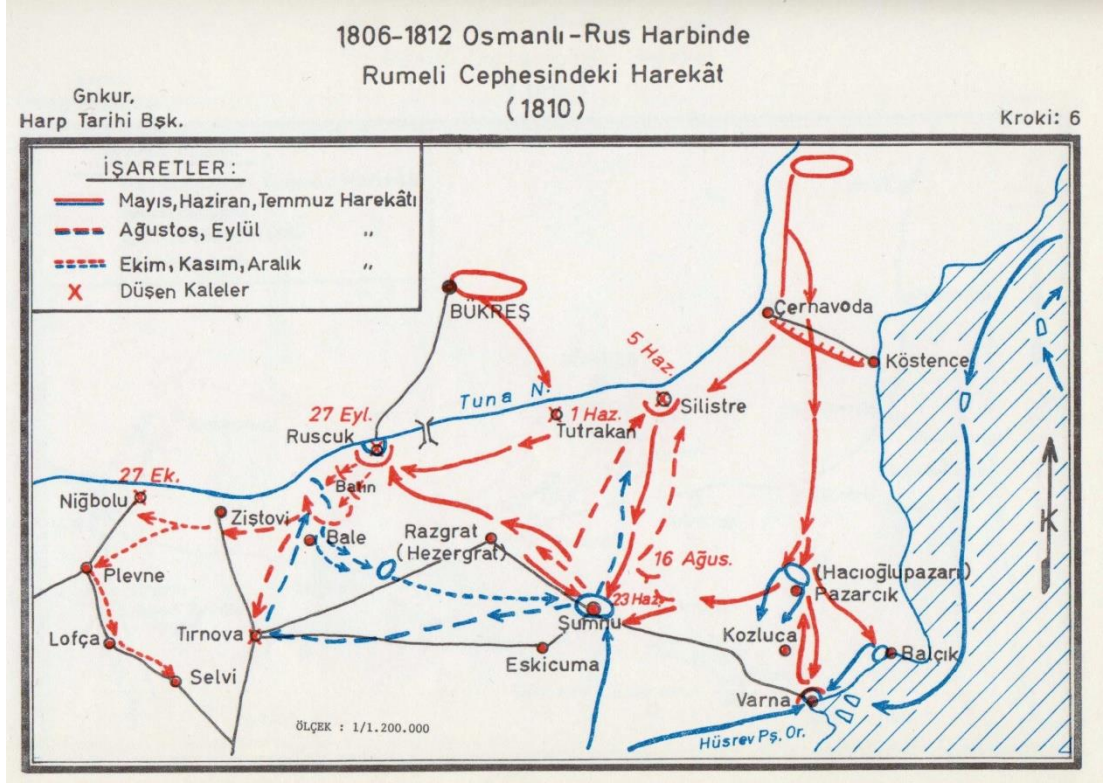 1806-1812 Osmanlı-Rus Harbinde
Rumeli Cephesindeki Harekât
(1810)
Gnkur.
Harp Tarihi Bşk.
Kroki: 6
İŞARETLER:
Mayıs, Haziran, Temmuz Harekâtı
Ağustos, Eylül "
Ekim, Kasım, Aralık "
X Düşen Kaleler
BÜKREŞ
Çernavoda
Köstence
5 Haz.
Silistre
Tuna N.
1 Haz.
Tutrakan
27 Eyl.
Ruscuk
27 Ek.
Niğbolu
Ziştovi
Batın
Bale
Razgrat
(Hezergrat)
16 Ağus.
K
(Hacıoğlupazarı)
Pazarcık
Plevne
23 Haz.
Şumnu
Lofça
Tırnova
Kozluca
Balçık
Eskicuma
Selvi
Varna
ÖLÇEK : 1/1.200.000
Hüsrev Pş. Or.